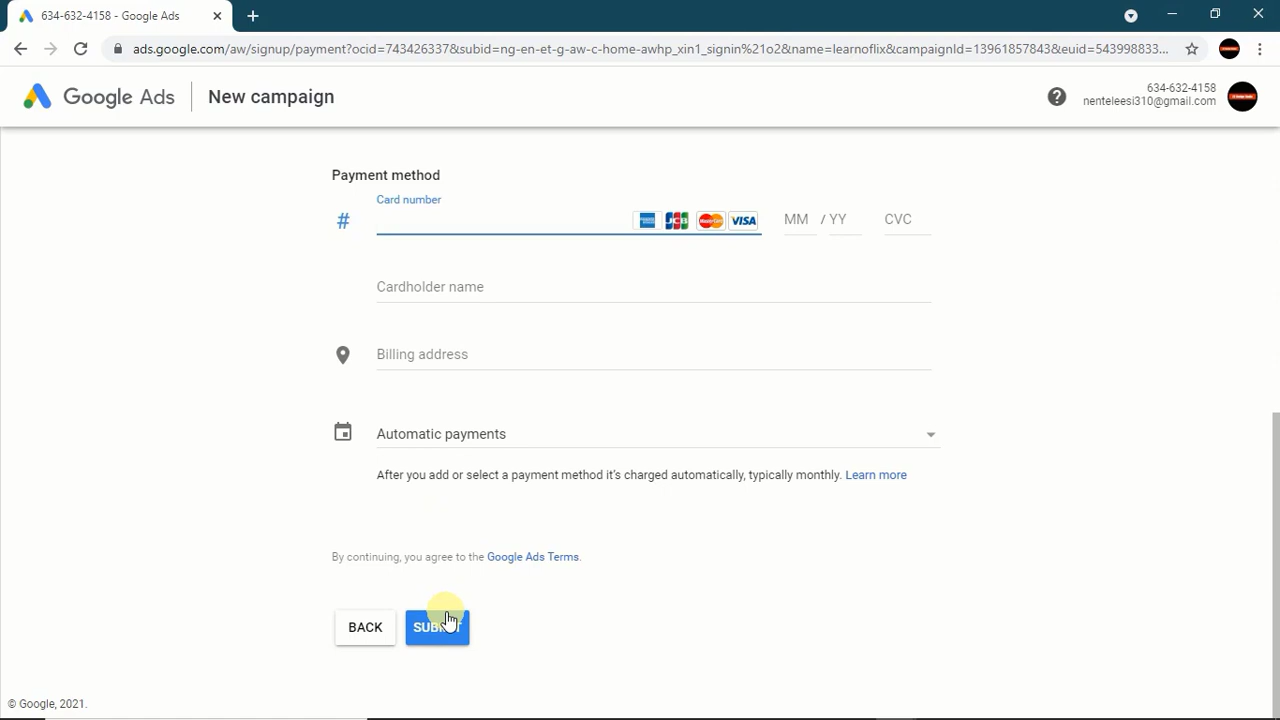 634-632-4158 - Google Ads
ads.google.com/aw/signup/payment?ocid=743426337&subid=ng-en-et-g-aw-c-home-awhp_xin1_signin%21o2&name=learnoflix&campaignId=13961857843&euid=543998833...
Google Ads
New campaign
634-632-4158
nenteleesi310@gmail.com
Payment method
Card number
# VISA MM / YY CVC
Cardholder name
Billing address
Automatic payments
After you add or select a payment method it's charged automatically, typically monthly. Learn more
By continuing, you agree to the Google Ads Terms.
BACK SUBMIT
© Google, 2021.